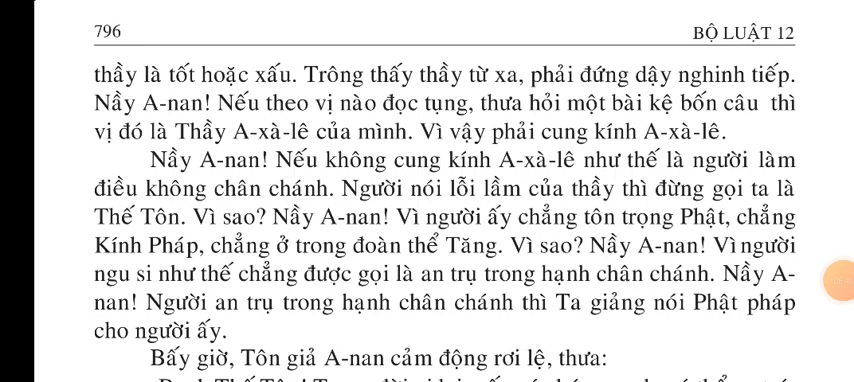 796
BỘ LUẬT 12
thầy là tốt hoặc xấu. Trông thấy thầy từ xa, phải đứng dậy nghinh tiếp.
Nầy A-nan! Nếu theo vị nào đọc tụng, thưa hỏi một bài kệ bốn câu thì
vị đó là Thầy A-xà-lê của mình. Vì vậy phải cung kính A-xà-lê.
Nầy A-nan! Nếu không cung kính A-xà-lê như thế là người làm
điều không chân chánh. Người nói lỗi lầm của thầy thì đừng gọi ta là
Thế Tôn. Vì sao? Nầy A-nan! Vì người ấy chẳng tôn trọng Phật, chẳng
Kính Pháp, chẳng ở trong đoàn thể Tăng. Vì sao? Nầy A-nan! Vì người
ngu si như thế chẳng được gọi là an trụ trong hạnh chân chánh. Nầy A-
nan! Người an trụ trong hạnh chân chánh thì Ta giảng nói Phật pháp
cho người ấy.
Bấy giờ, Tôn giả A-nan cảm động rơi lệ, thưa: